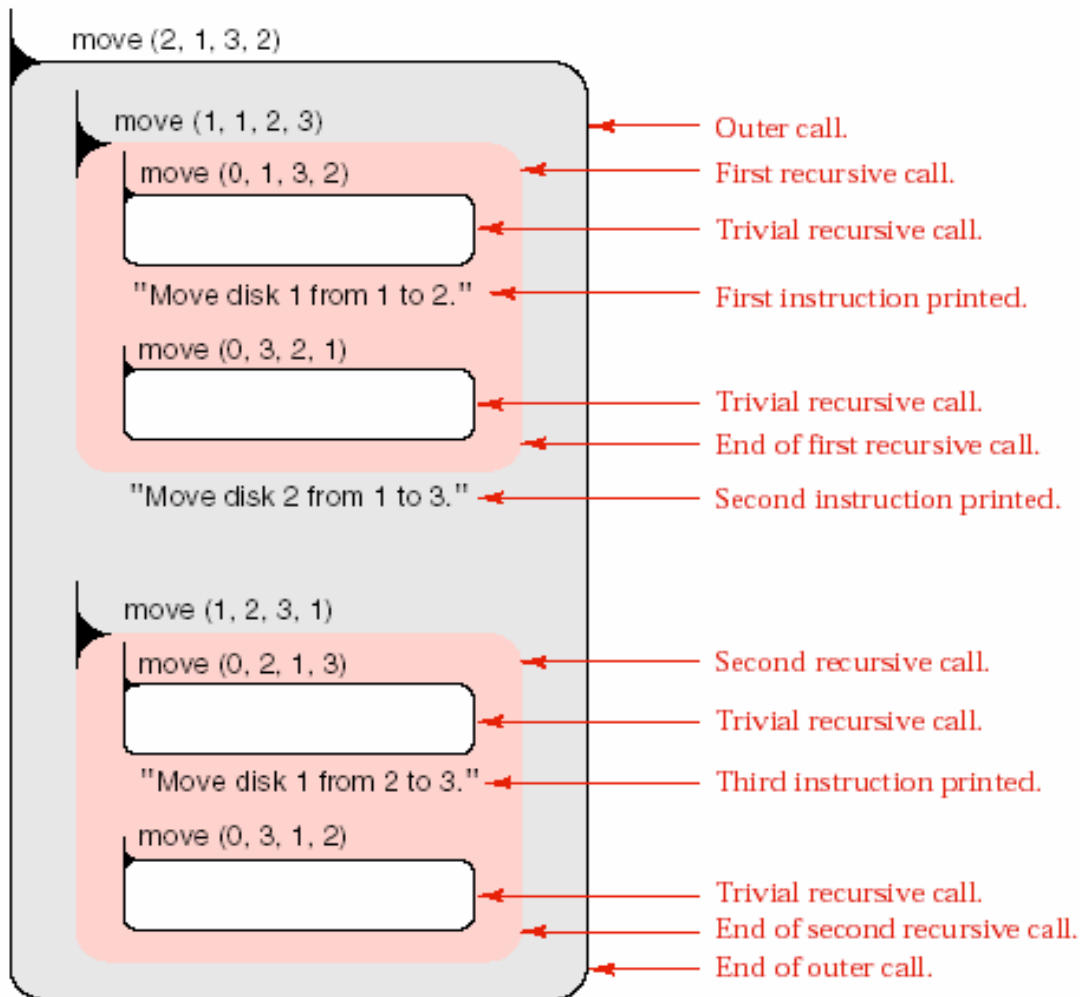 move (2, 1, 3, 2)
move (1, 1, 2, 3)
Outer call.
move (0, 1, 3, 2)
First recursive call.
Trivial recursive call.
"Move disk 1 from 1 to 2."
First instruction printed.
move (0, 3, 2, 1)
Trivial recursive call.
End of first recursive call.
"Move disk 2 from 1 to 3."
Second instruction printed.
move (1, 2, 3, 1)
move (0, 2, 1, 3)
Second recursive call.
Trivial recursive call.
"Move disk 1 from 2 to 3."
Third instruction printed.
move (0, 3, 1, 2)
Trivial recursive call.
End of second recursive call.
End of outer call.